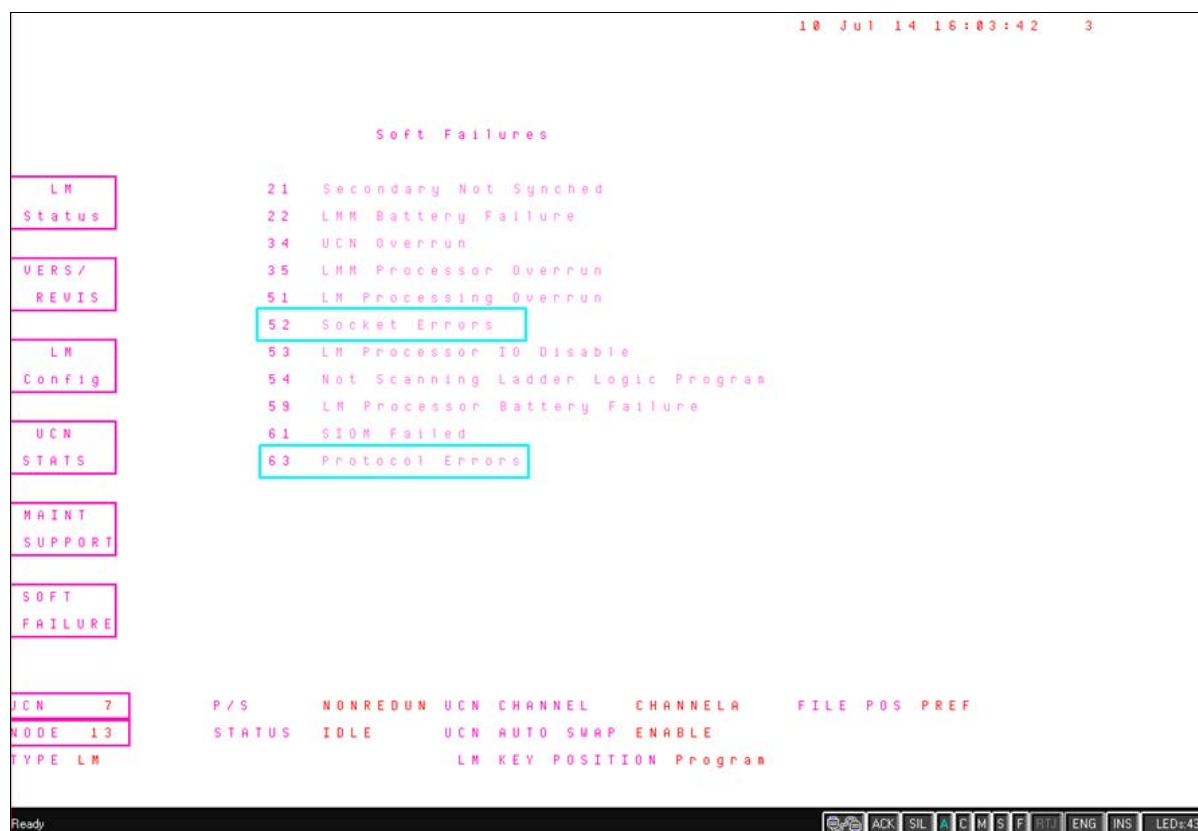 10 Jul 14 16:03:42 3
Soft Failures
LM
Status
21 Secondary Not Synched
22 LMM Battery Failure
34 UCN Overrun
VERS/
REVIS
35 LMM Processor Overrun
51 LM Processing Overrun
52 Socket Errors
LM
Config
53 LM Processor IO Disable
54 Not Scanning Ladder Logic Program
59 LM Processor Battery Failure
UCN
STATS
61 SIOM Failed
63 Protocol Errors
MAINT
SUPPORT
SOFT
FAILURE
UCN 7 P/S NONREDUN UCN CHANNEL CHANNELA FILE POS PREF
NODE 13 STATUS IDLE UCN AUTO SWAP ENABLE
TYPE LM LM KEY POSITION Program
Ready ACK SIL A C M S F RTJ ENG INS LEDs:43